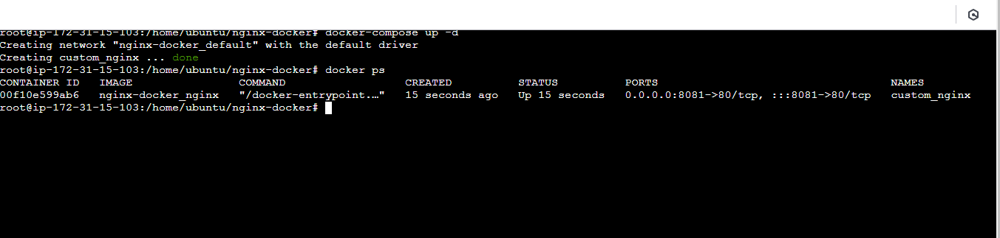 root@ip-172-31-15-103:/home/ubuntu/nginx-docker# docker-compose up -d
Creating network "nginx-docker_default" with the default driver
Creating custom_nginx ... done
root@ip-172-31-15-103:/home/ubuntu/nginx-docker# docker ps
CONTAINER ID   IMAGE                COMMAND                  CREATED          STATUS          PORTS                                   NAMES
00f10e599ab6   nginx-docker_nginx   "/docker-entrypoint.…"   15 seconds ago   Up 15 seconds   0.0.0.0:8081->80/tcp, :::8081->80/tcp   custom_nginx
root@ip-172-31-15-103:/home/ubuntu/nginx-docker#